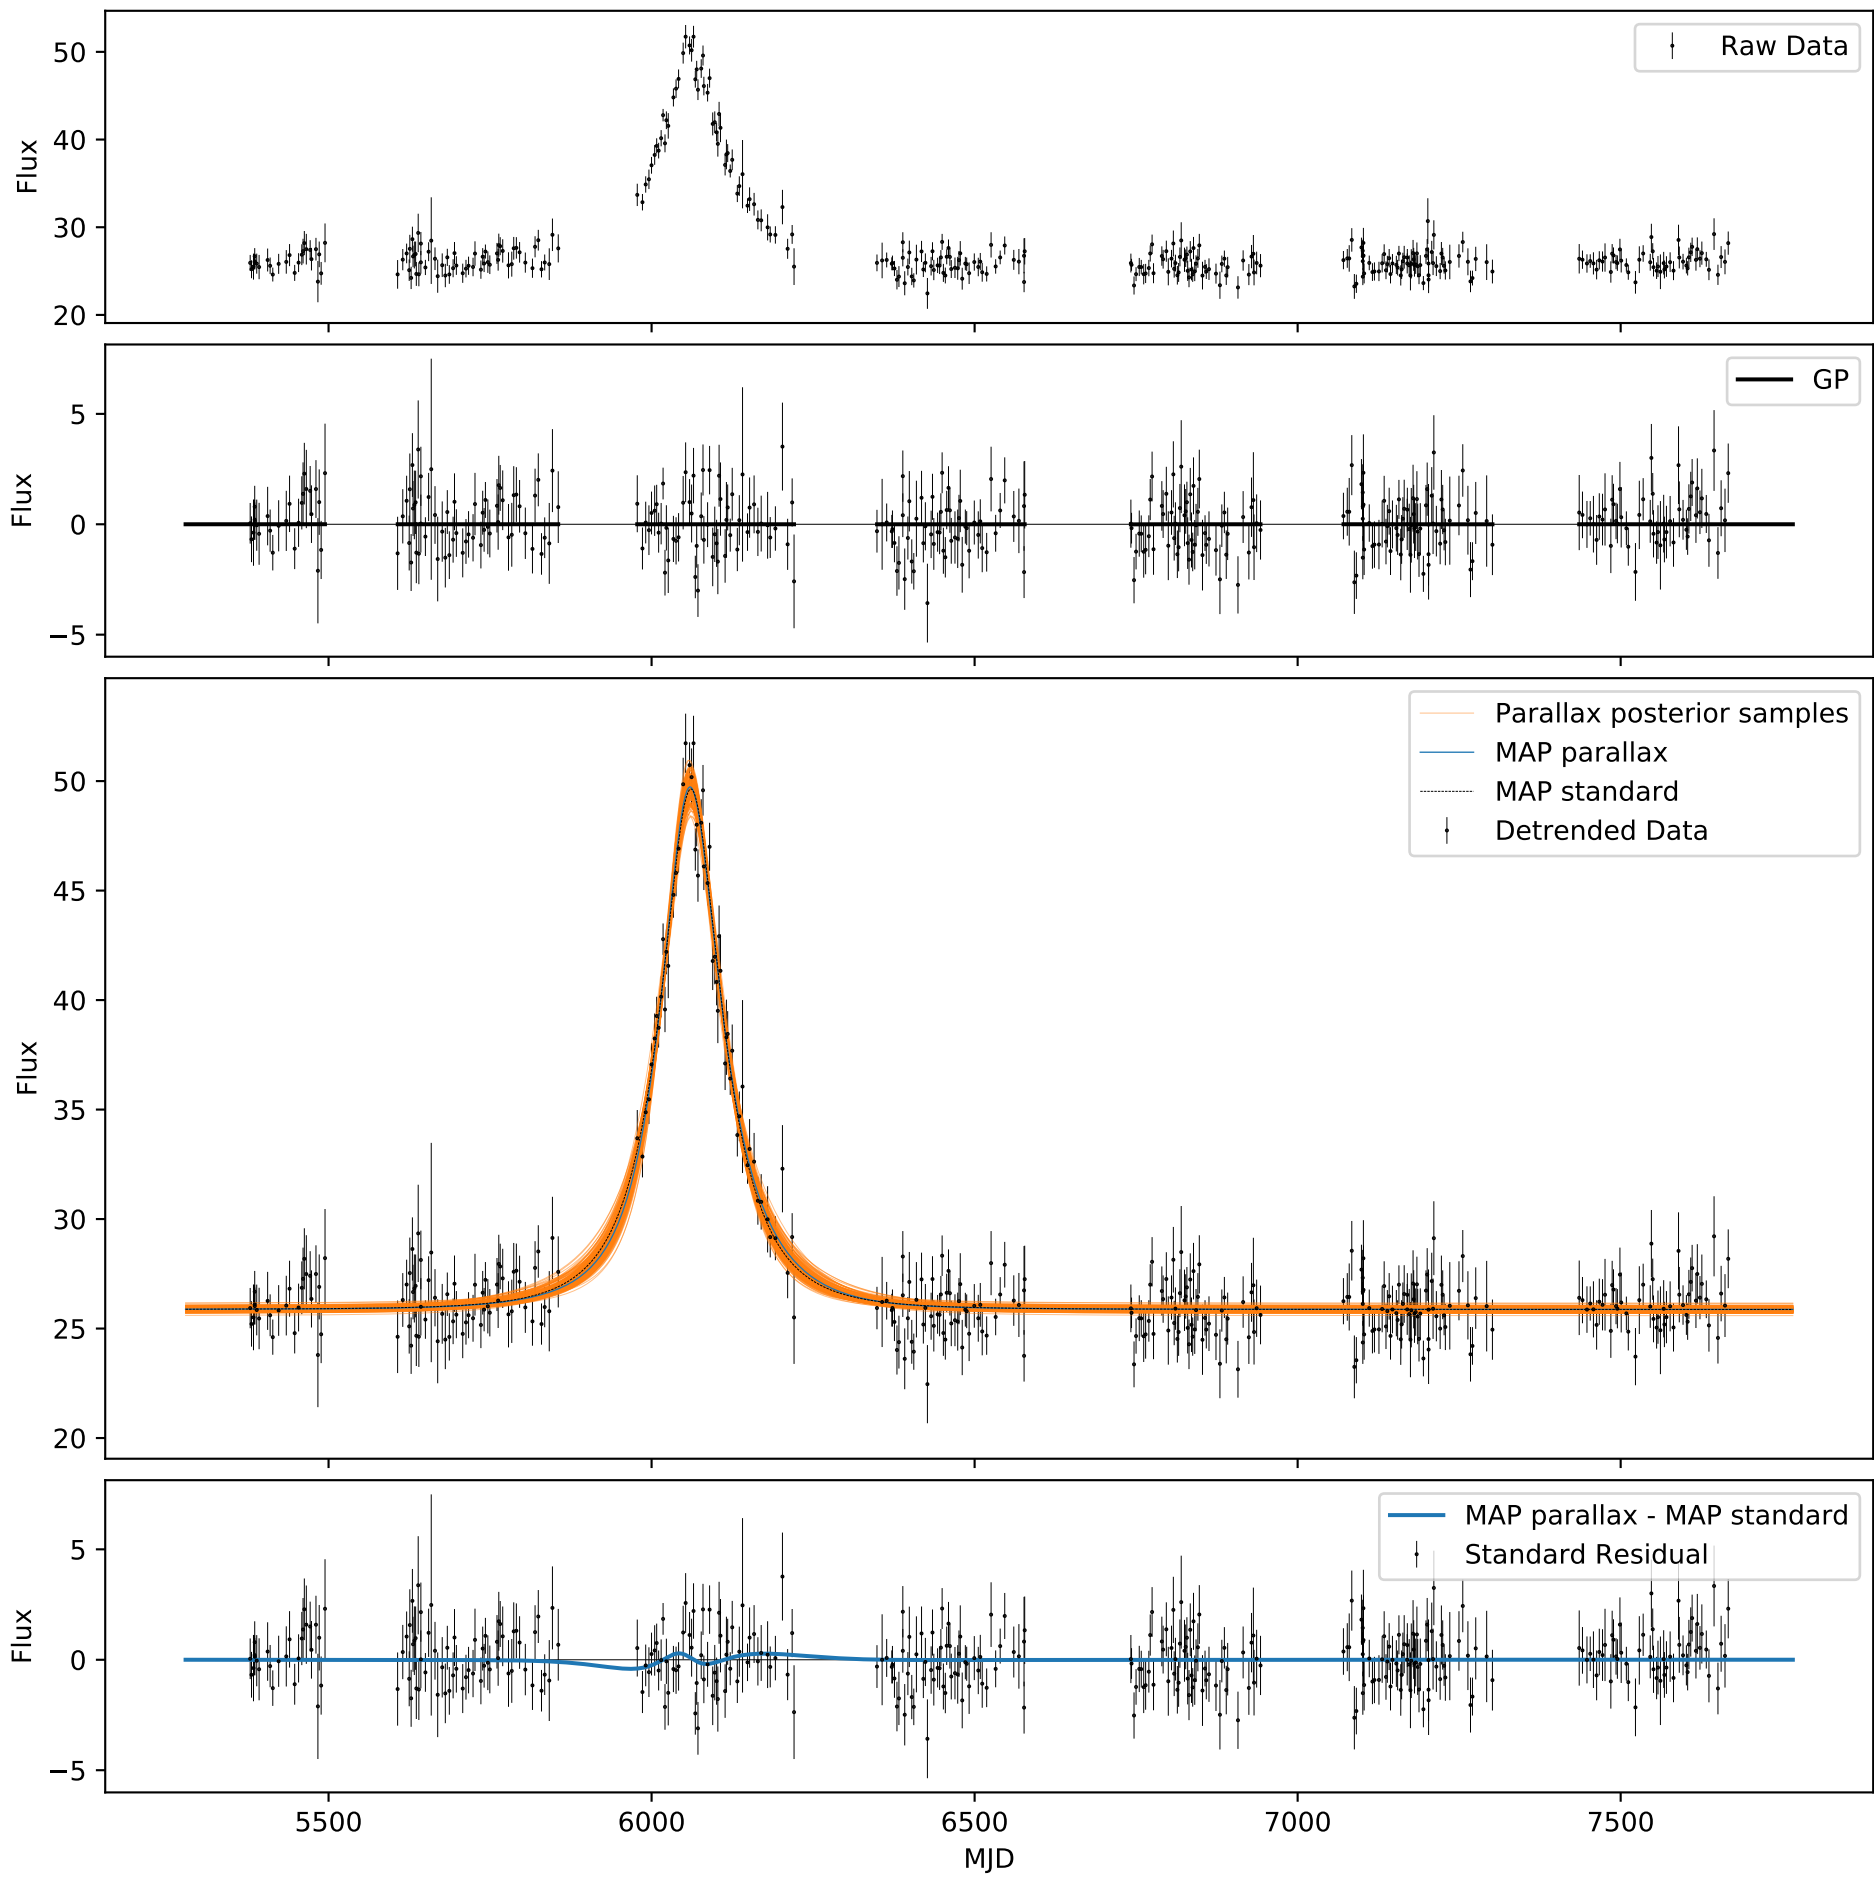 Flux
50
40
30
20
Raw Data
Flux
5
0
−5
GP
Flux
50
45
40
35
30
25
20
Parallax posterior samples
MAP parallax
MAP standard
Detrended Data
Flux
5
0
−5
MAP parallax - MAP standard
Standard Residual
5500 6000 6500 7000 7500
MJD